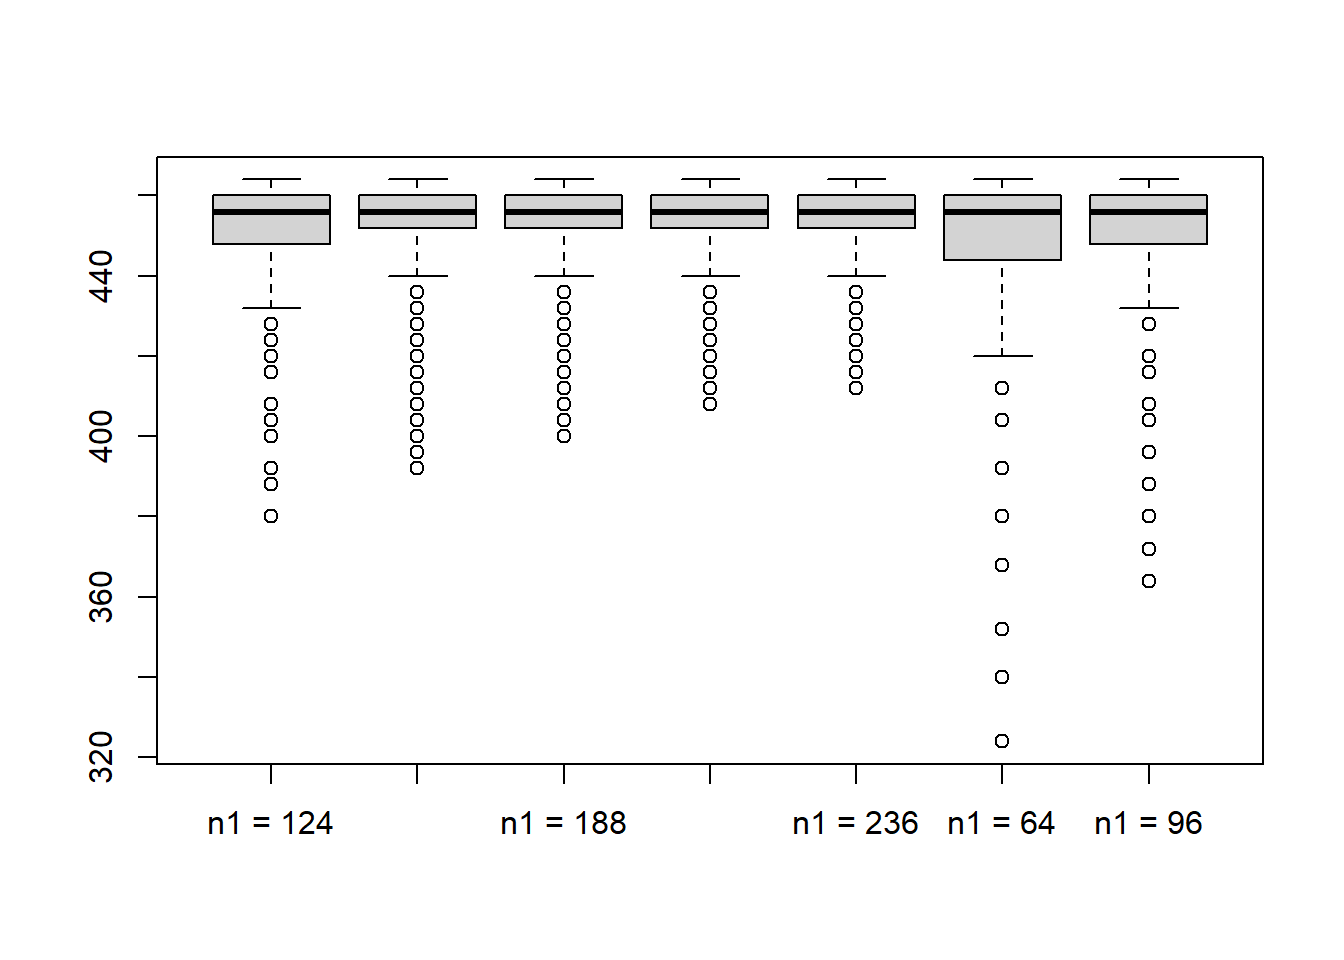 440
400
360
320
n1 = 124
n1 = 188
n1 = 236
n1 = 64
n1 = 96